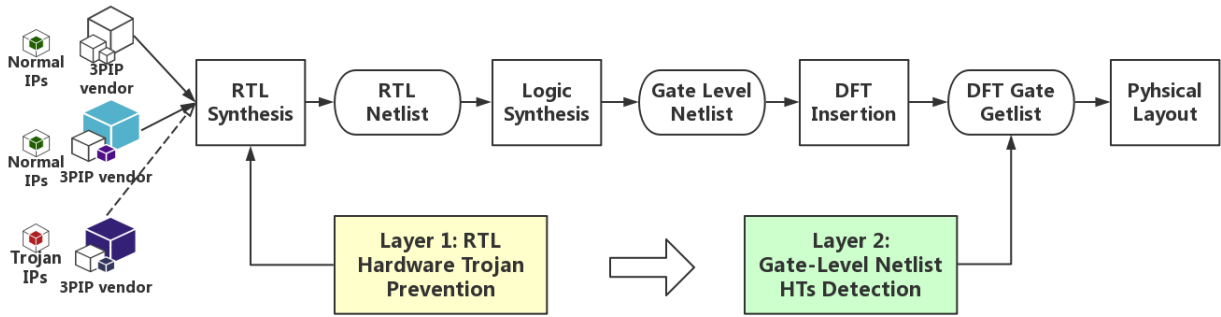 Normal
IPs
3PIP
vendor
Normal
IPs
3PIP vendor
Trojan
IPs
3PIP vendor
RTL
Synthesis
RTL
Netlist
Logic
Synthesis
Gate Level
Netlist
DFT
Insertion
DFT Gate
Getlist
Pyhsical
Layout
Layer 1: RTL
Hardware Trojan
Prevention
Layer 2:
Gate-Level Netlist
HTs Detection